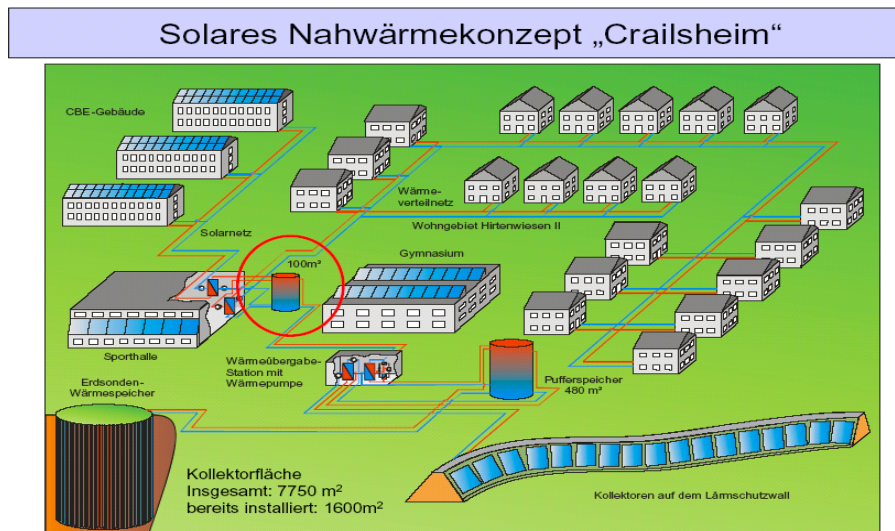 Solares Nahwärmekonzept „Crailsheim“
CBE-Gebäude
Wärme-
verteilnetz
Wohngebiet Hirtenwiesen II
Solarnetz
100m³
Gymnasium
Sporthalle
Wärmeübergabe-
Station mit
Wärmepumpe
Pufferspeicher
480 m³
Erdsonden-
Wärmespeicher
Kollektorfläche
Insgesamt: 7750 m²
bereits installiert: 1600m²
Kollektoren auf dem Lärmschutzwall